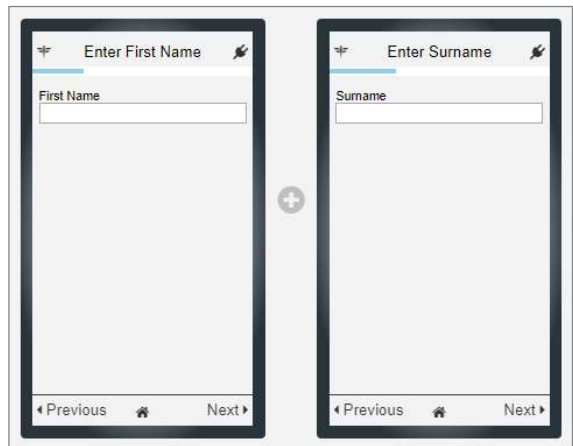 Enter First Name
First Name
Previous
Next
Enter Surname
Surname
Previous
Next